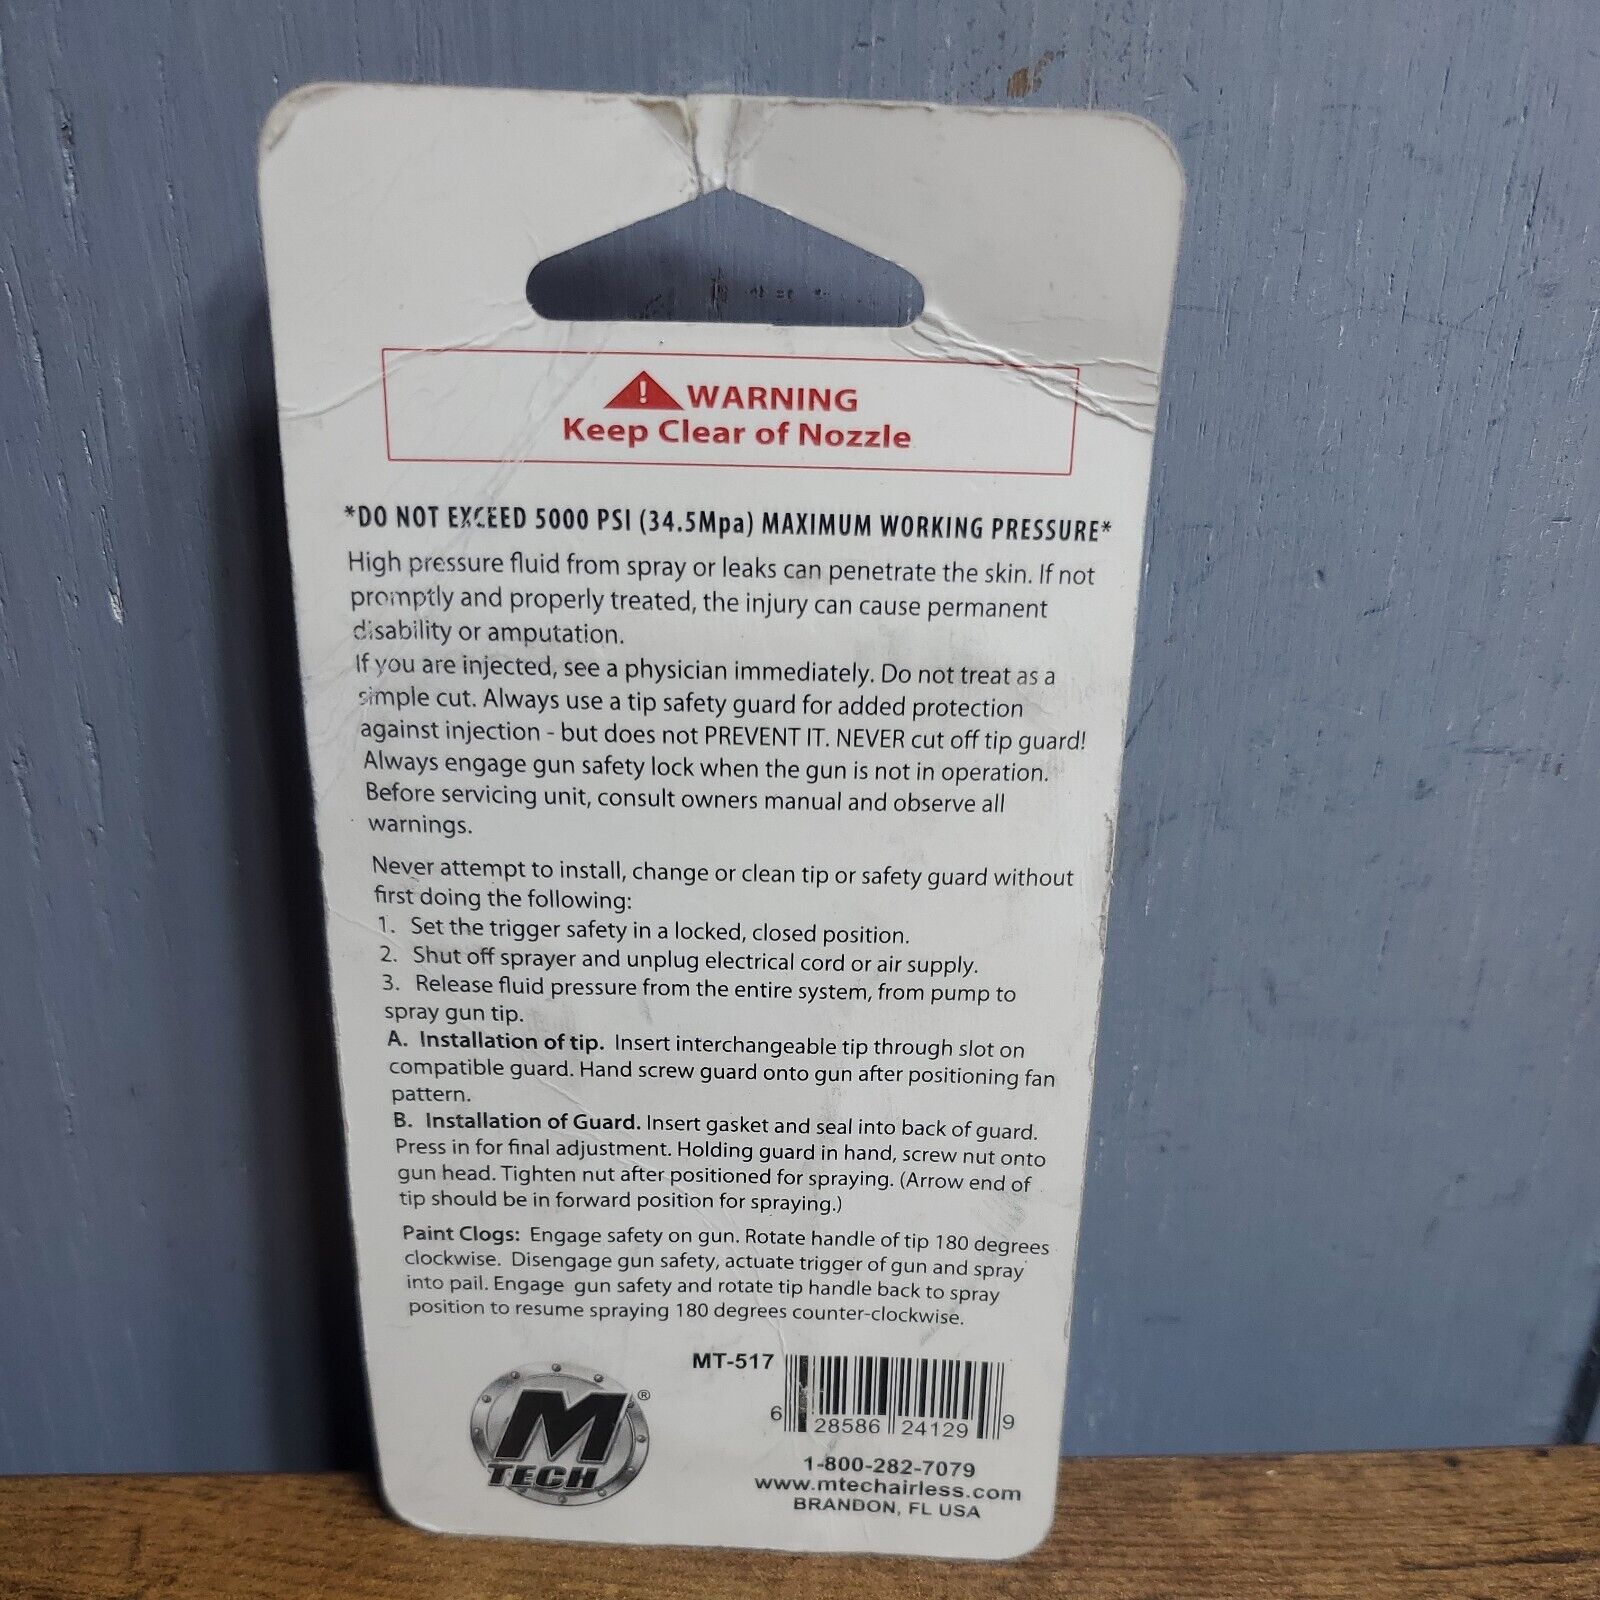 WARNING
Keep Clear of Nozzle
*DO NOT EXCEED 5000 PSI (34.5Mpa) MAXIMUM WORKING PRESSURE*
High pressure fluid from spray or leaks can penetrate the skin. If not
promptly and properly treated, the injury can cause permanent
disability or amputation.
If you are injected, see a physician immediately. Do not treat as a
simple cut. Always use a tip safety guard for added protection
against injection - but does not PREVENT IT. NEVER cut off tip guard!
Always engage gun safety lock when the gun is not in operation.
Before servicing unit, consult owners manual and observe all
warnings.
Never attempt to install, change or clean tip or safety guard without
first doing the following:
1. Set the trigger safety in a locked, closed position.
2. Shut off sprayer and unplug electrical cord or air supply.
3. Release fluid pressure from the entire system, from pump to
spray gun tip.
A. Installation of tip. Insert interchangeable tip through slot on
compatible guard. Hand screw guard onto gun after positioning fan
pattern.
B. Installation of Guard. Insert gasket and seal into back of guard.
Press in for final adjustment. Holding guard in hand, screw nut onto
gun head. Tighten nut after positioned for spraying. (Arrow end of
tip should be in forward position for spraying.)
Paint Clogs: Engage safety on gun. Rotate handle of tip 180 degrees
clockwise. Disengage gun safety, actuate trigger of gun and spray
into pail. Engage gun safety and rotate tip handle back to spray
position to resume spraying 180 degrees counter-clockwise.
MT-517
6 28586 24129 9
M ®
TECH
1-800-282-7079
www.mtechairless.com
BRANDON, FL USA